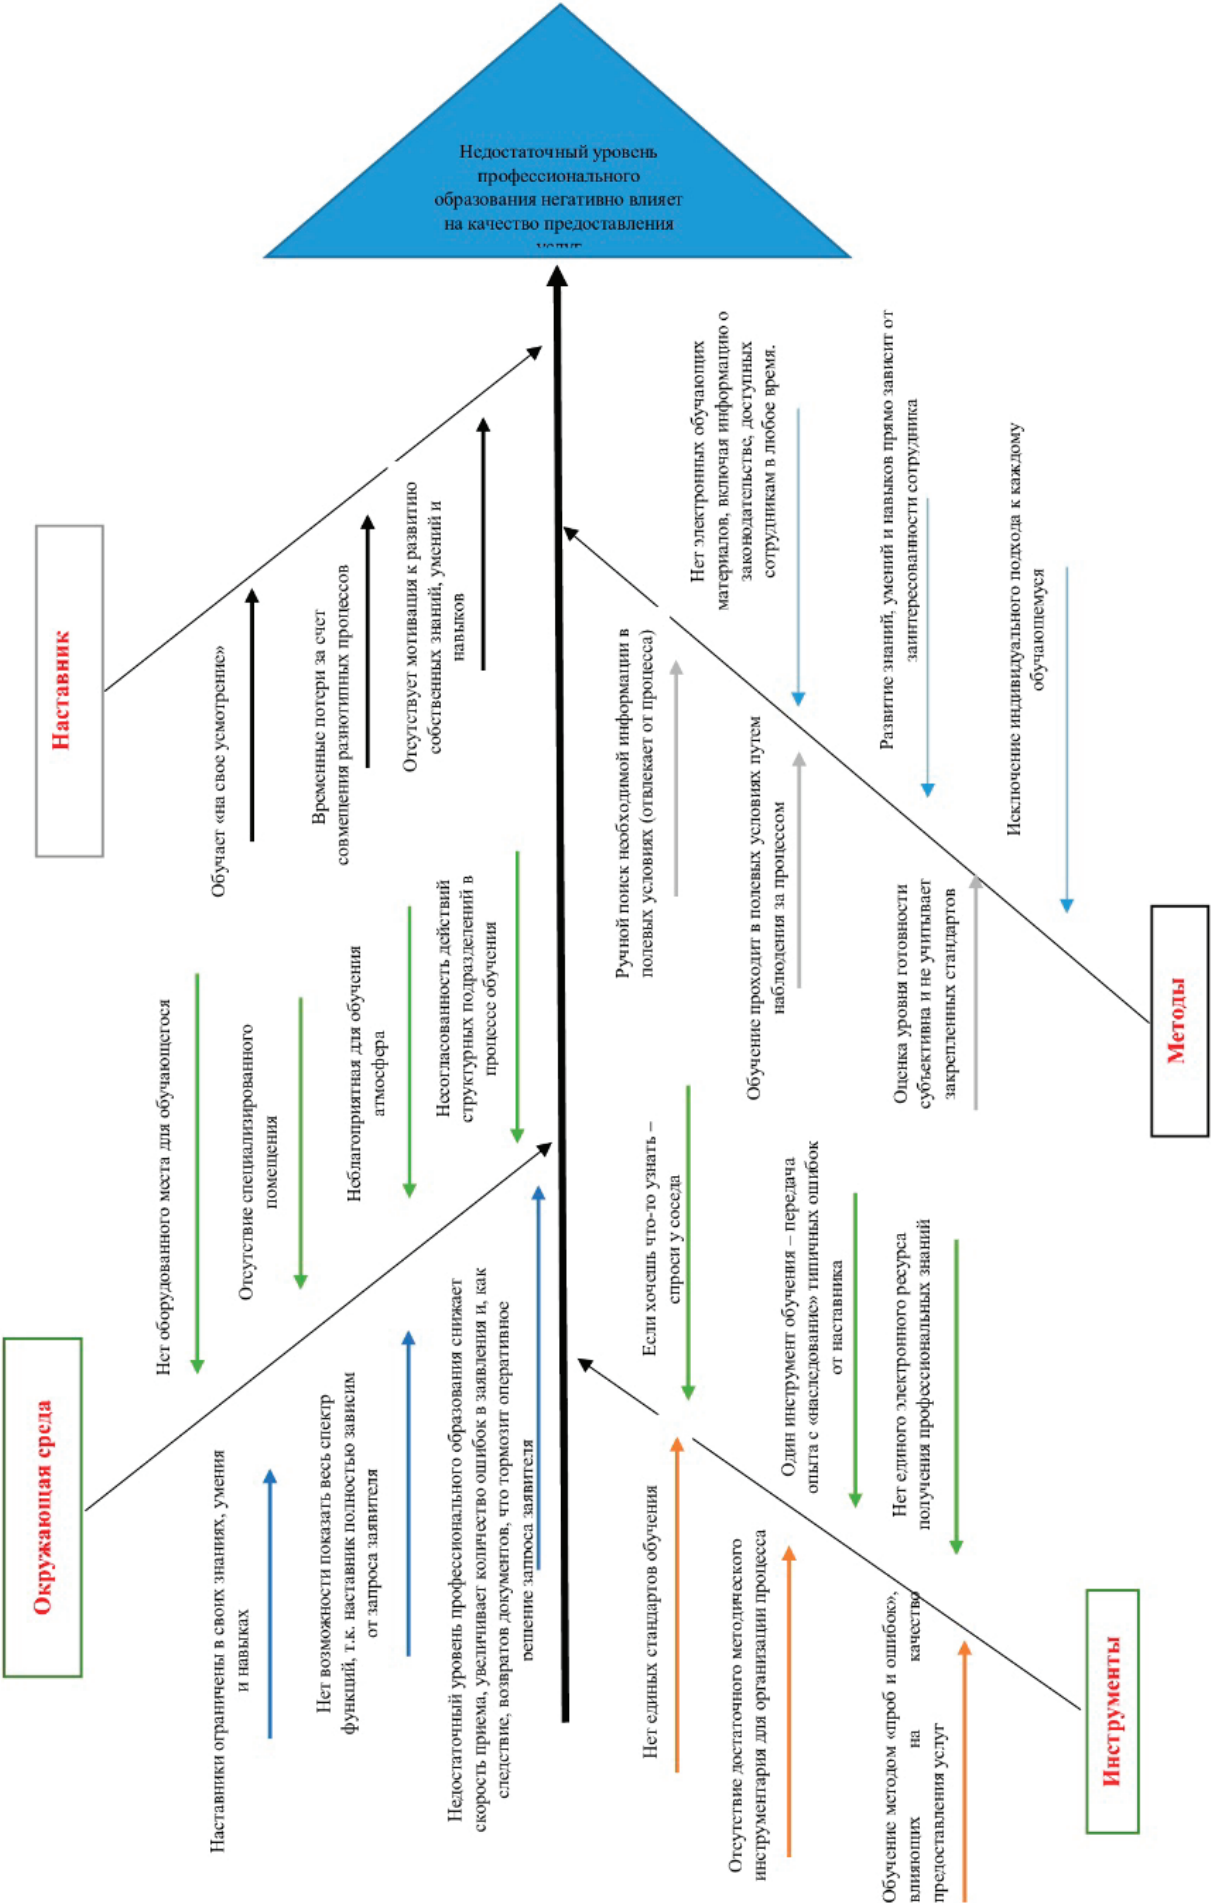 Недостаточный уровень
профессионального
образования негативно влияет
на качество предоставления
услуг
Наставник
Обучает «на свое усмотрение»
Временные потери за счет
совмещения разнотипных процессов
Отсутствует мотивация к развитию
собственных знаний, умений и
навыков
Окружающая среда
Нет оборудованного места для обучающегося
Отсутствие специализированного
помещения
Неблагоприятная для обучения
атмосфера
Несогласованность действий
структурных подразделений в
процессе обучения
Наставники ограничены в своих знаниях, умения
и навыках
Нет возможности показать весь спектр
функций, т.к. наставник полностью зависим
от запроса заявителя
Недостаточный уровень профессионального образования снижает
скорость приема, увеличивает количество ошибок в заявления и, как
следствие, возвратов документов, что тормозит оперативное
решение запроса заявителя
Нет электронных обучающих
материалов, включая информацию о
законодательстве, доступных
сотрудникам в любое время.
Развитие знаний, умений и навыков прямо зависит от
заинтересованности сотрудника
Исключение индивидуального подхода к каждому
обучающемуся
Ручной поиск необходимой информации в
полевых условиях (отвлекает от процесса)
Обучение проходит в полевых условиях путем
наблюдения за процессом
Оценка уровня готовности
субъективна и не учитывает
закрепленных стандартов
Методы
Если хочешь что-то узнать –
спроси у соседа
Один инструмент обучения – передача
опыта с «наследование» типичных ошибок
от наставника
Нет единого электронного ресурса
получения профессиональных знаний
Нет единых стандартов обучения
Отсутствие достаточного методического
инструментария для организации процесса
Обучение методом «проб и ошибок»,
влияющих на качество
предоставления услуг
Инструменты